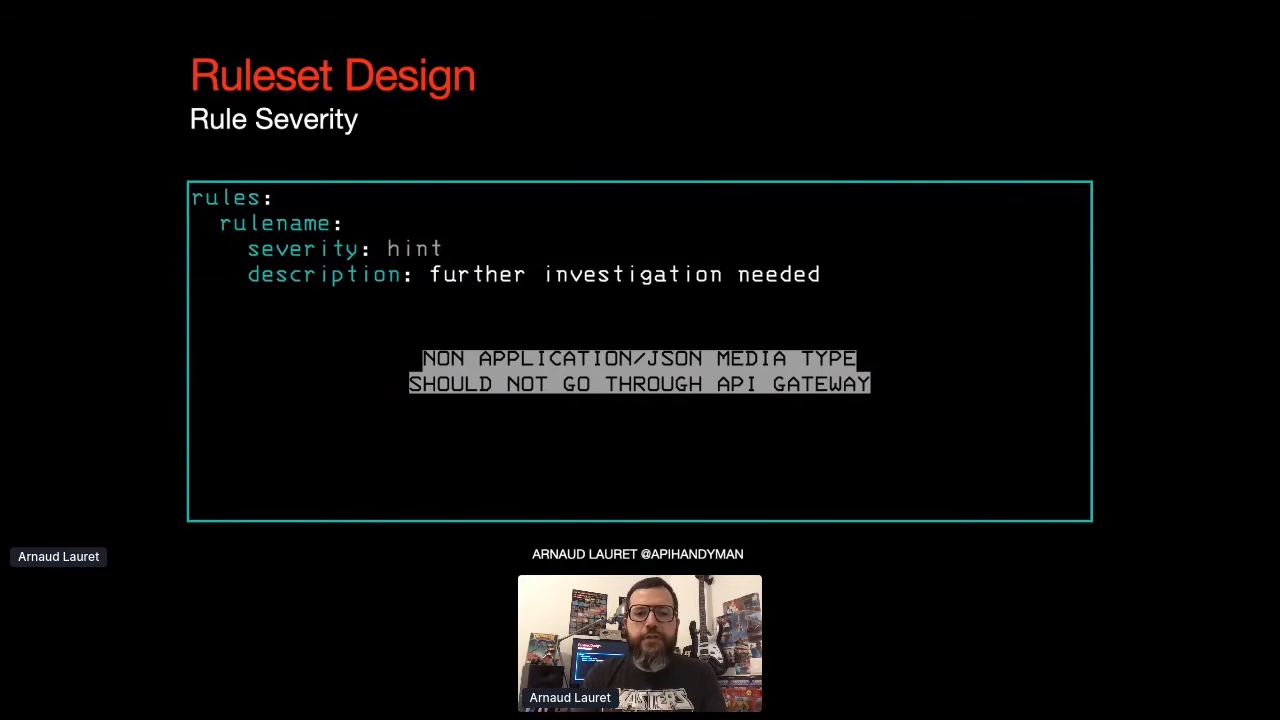 Ruleset Design
Rule Severity
rules:
rulename:
severity: hint
description: further investigation needed
NON APPLICATION/JSON MEDIA TYPE
SHOULD NOT GO THROUGH API GATEWAY
Arnaud Lauret
ARNAUD LAURET @APIHANDYMAN
Arnaud Lauret